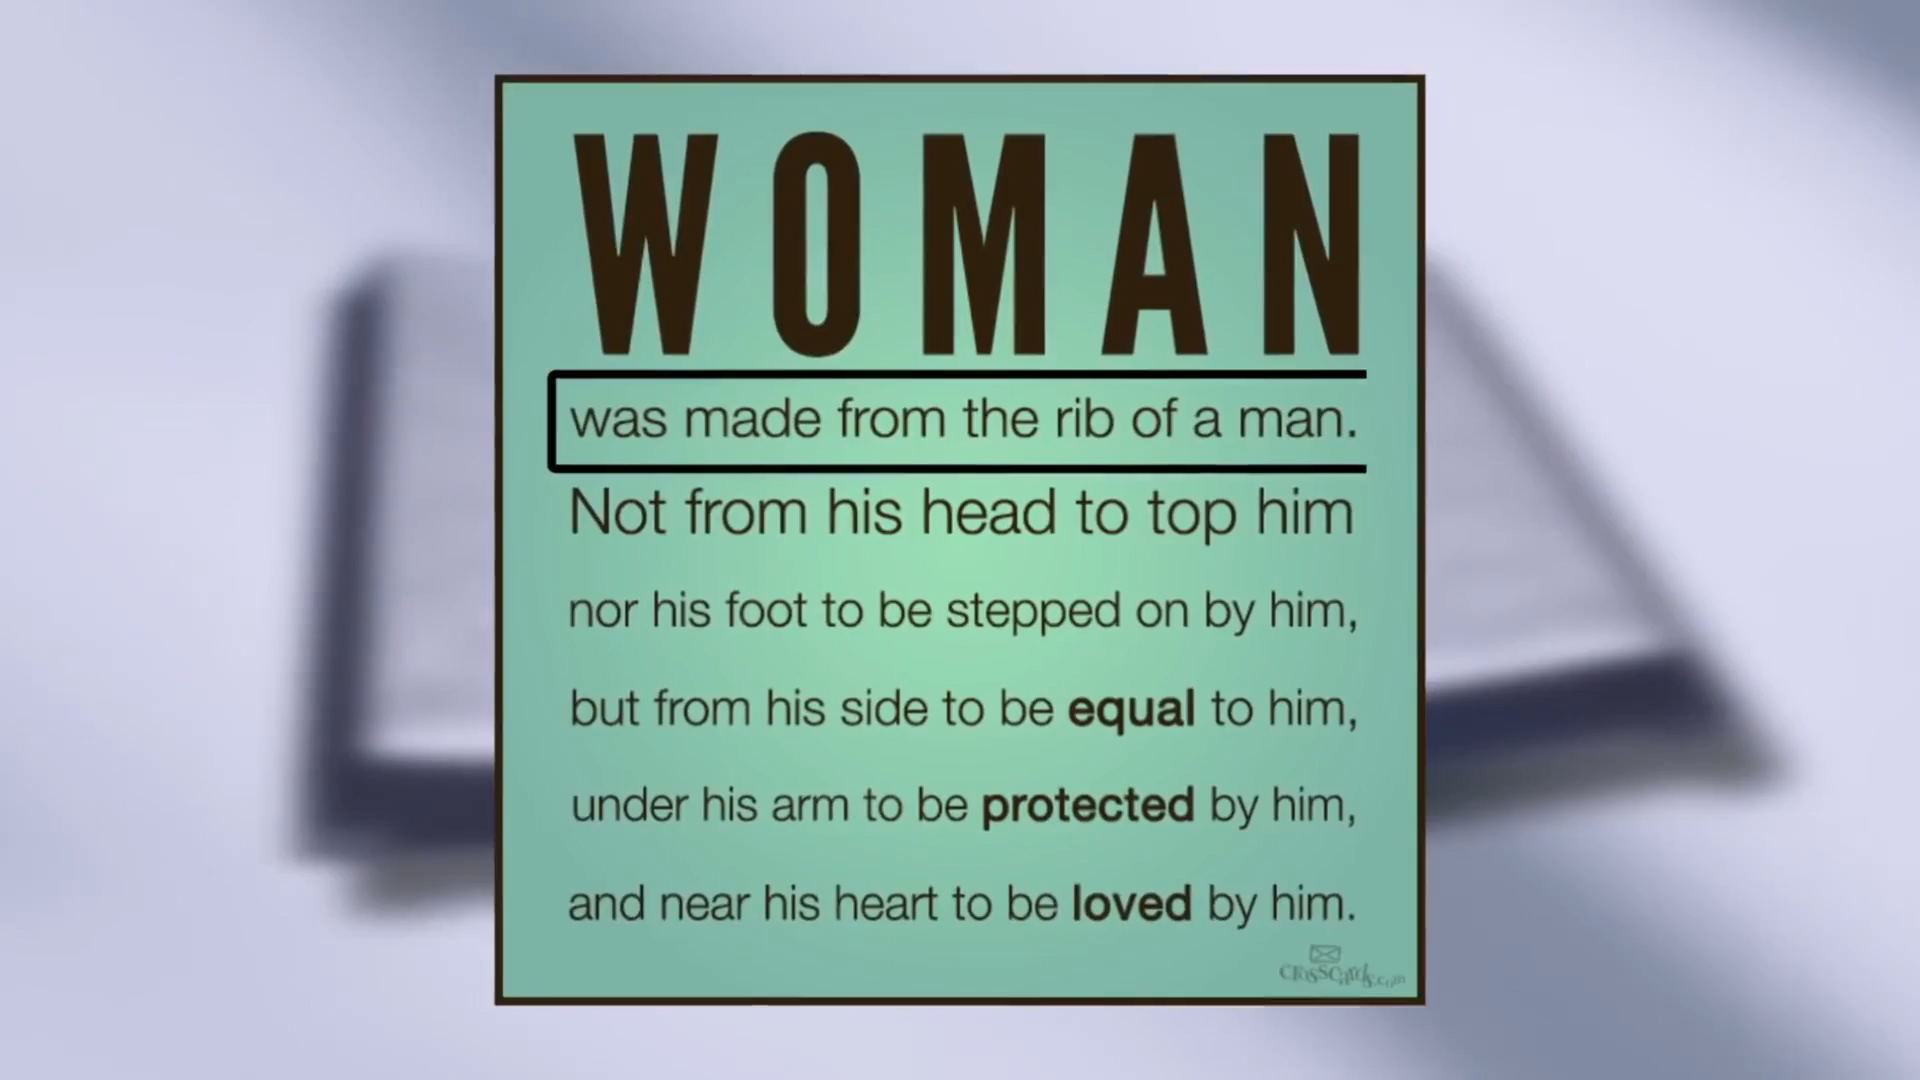 WOMAN
was made from the rib of a man.
Not from his head to top him
nor his foot to be stepped on by him,
but from his side to be equal to him,
under his arm to be protected by him,
and near his heart to be loved by him.
crossCards.com